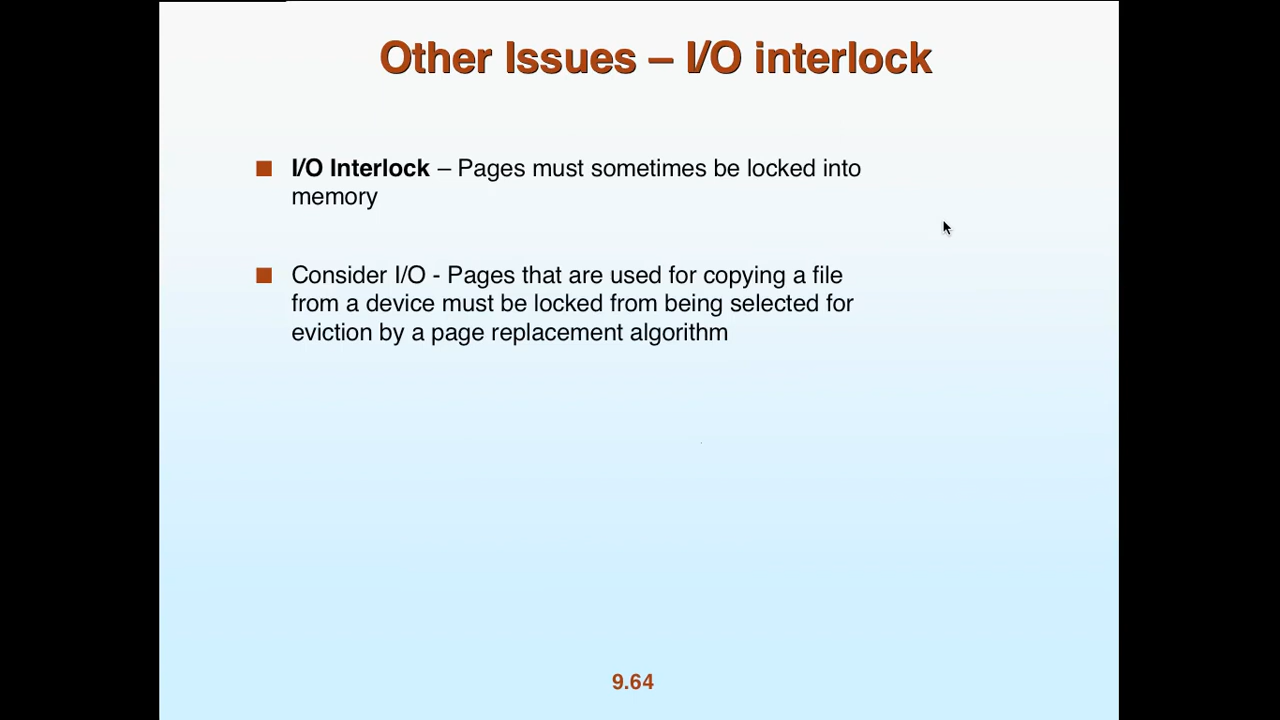 Other Issues – I/O interlock
I/O Interlock – Pages must sometimes be locked into
memory
Consider I/O - Pages that are used for copying a file
from a device must be locked from being selected for
eviction by a page replacement algorithm
9.64